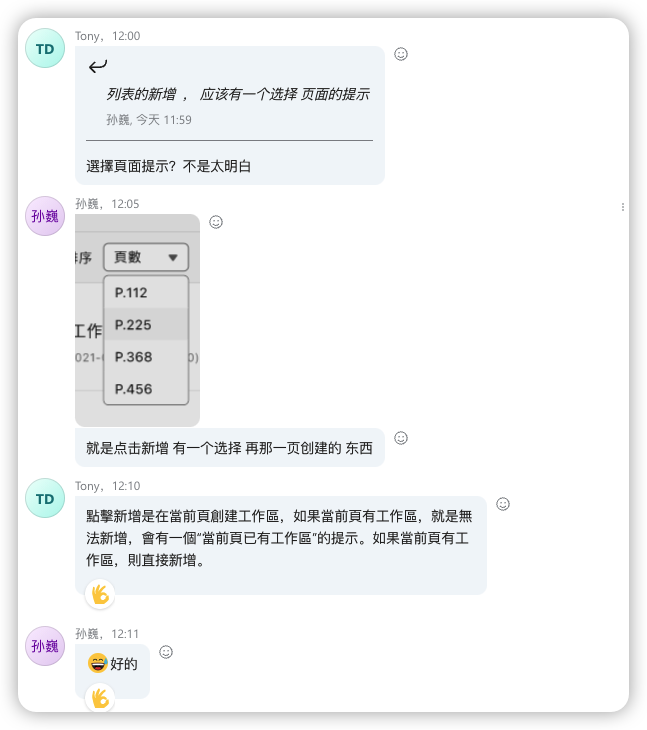 TD
Tony，12:00
列表的新增 ， 应该有一个选择 页面的提示
孙巍, 今天 11:59
選擇頁面提示？不是太明白
孙巍
孙巍，12:05
序
頁數
P.112
工作
P.225
021-
P.368
0)
P.456
就是点击新增 有一个选择 再那一页创建的 东西
TD
Tony，12:10
點擊新增是在當前頁創建工作區，如果當前頁有工作區，就是無
法新增，會有一個“當前頁已有工作區”的提示。如果當前頁有工
作區，則直接新增。
孙巍
孙巍，12:11
😅好的